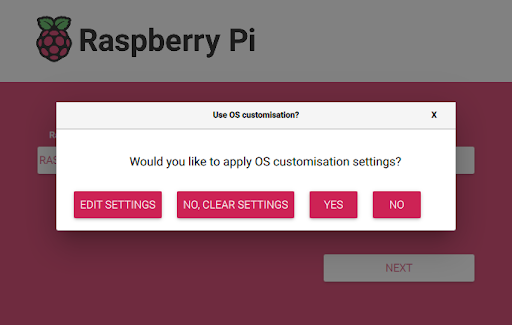 Raspberry Pi
Use OS customisation?
X
Would you like to apply OS customisation settings?
EDIT SETTINGS
NO, CLEAR SETTINGS
YES
NO
NEXT